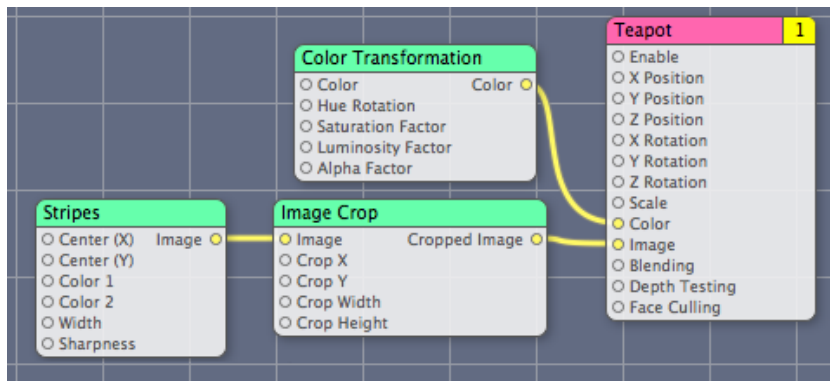 Teapot 1
Enable
X Position
Y Position
Z Position
X Rotation
Y Rotation
Z Rotation
Scale
Color
Image
Blending
Depth Testing
Face Culling
Color Transformation
Color Color
Hue Rotation
Saturation Factor
Luminosity Factor
Alpha Factor
Stripes
Center (X) Image
Center (Y)
Color 1
Color 2
Width
Sharpness
Image Crop
Image Cropped Image
Crop X
Crop Y
Crop Width
Crop Height